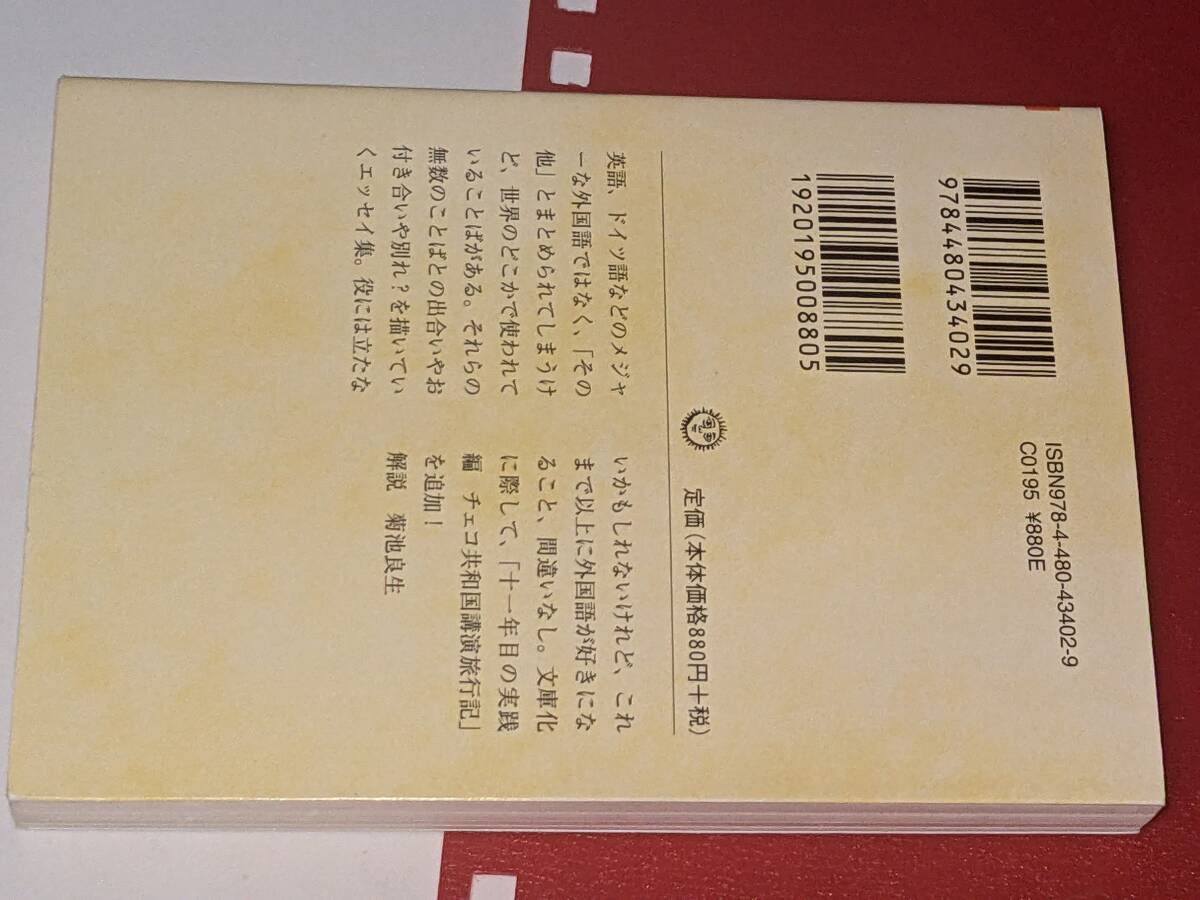 9784480434029
1920195008805
ISBN978-4-480-43402-9
C0195 ¥880E
定価(本体価格880円+税)
英語、ドイツ語などのメジャ
ーな外国語ではなく、「その
他」とまとめられてしまうけ
ど、世界のどこかで使われて
いることばがある。それらの
無数のことばとの出合いやお
付き合いや別れ?を描いてい
くエッセイ集。役には立たな
いかもしれないけれど、これ
まで以上に外国語が好きにな
ること、間違いなし。文庫化
に際して、「十一年目の実践
編 チェコ共和国講演旅行記」
を追加!
解説 菊池良生